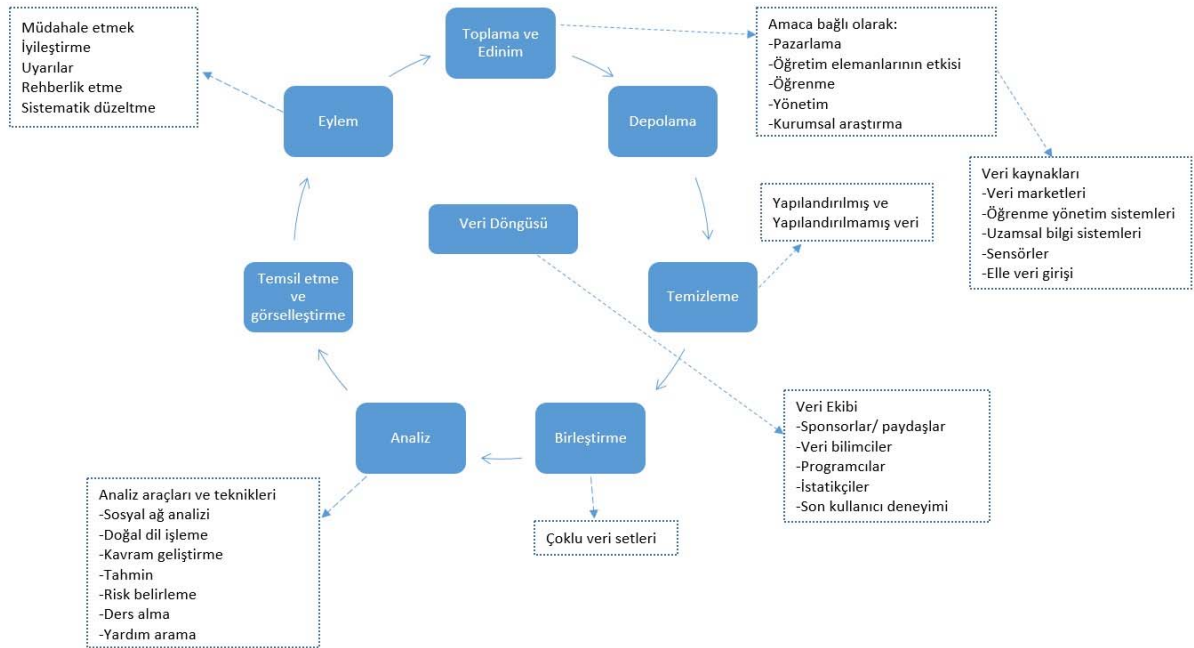 Müdahale etmek
İyileştirme
Uyarılar
Rehberlik etme
Sistematik düzeltme
Toplama ve
Edinim
Amaca bağlı olarak:
-Pazarlama
-Öğretim elemanlarının etkisi
-Öğrenme
-Yönetim
-Kurumsal araştırma
Eylem
Depolama
Veri kaynakları
-Veri marketleri
-Öğrenme yönetim sistemleri
-Uzamsal bilgi sistemleri
-Sensörler
-Elle veri girişi
Veri Döngüsü
Yapılandırılmış ve
Yapılandırılmamış veri
Temsil etme
ve
görselleştirme
Temizleme
Veri Ekibi
-Sponsorlar/ paydaşlar
-Veri bilimciler
-Programcılar
-İstatikçiler
-Son kullanıcı deneyimi
Analiz
Birleştirme
Analiz araçları ve teknikleri
-Sosyal ağ analizi
-Doğal dil işleme
-Kavram geliştirme
-Tahmin
-Risk belirleme
-Ders alma
-Yardım arama
Çoklu veri setleri